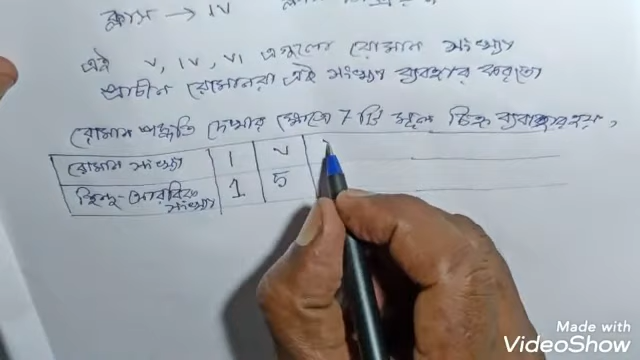 ক্লাস → IV
এই V, IV, VI এগুলো রোমান সংখ্যা
প্রাচীন রোমানরা এই সংখ্যা ব্যবহার করতো
রোমান পদ্ধতি লেখার ক্ষেত্রে 7 টি মূল চিহ্ন ব্যবহার হয়,
রোমান সংখ্যা I V
হিন্দু-আরবিক সংখ্যা 1 5
Made with
VideoShow